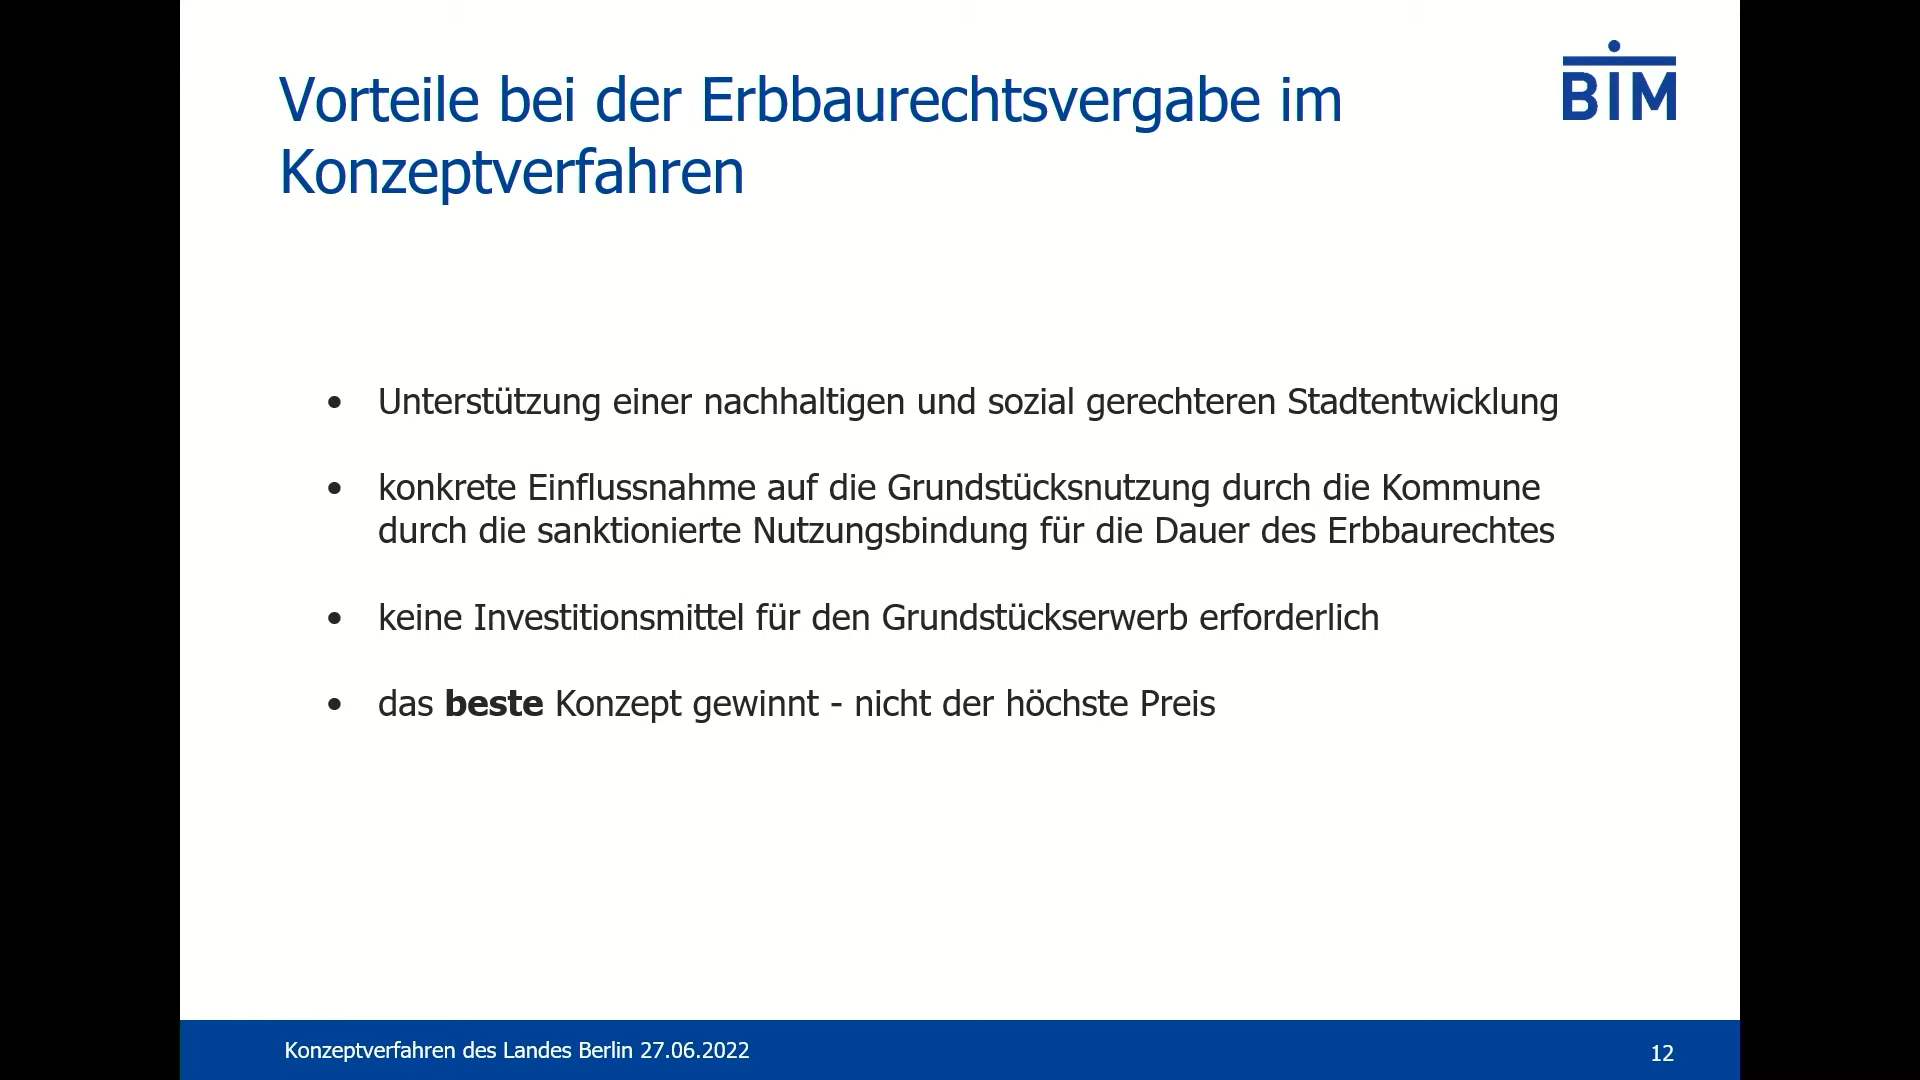 Vorteile bei der Erbbaurechtsvergabe im
Konzeptverfahren
BIM
• Unterstützung einer nachhaltigen und sozial gerechteren Stadtentwicklung
• konkrete Einflussnahme auf die Grundstücksnutzung durch die Kommune
durch die sanktionierte Nutzungsbindung für die Dauer des Erbbaurechtes
• keine Investitionsmittel für den Grundstückserwerb erforderlich
• das beste Konzept gewinnt - nicht der höchste Preis
Konzeptverfahren des Landes Berlin 27.06.2022
12